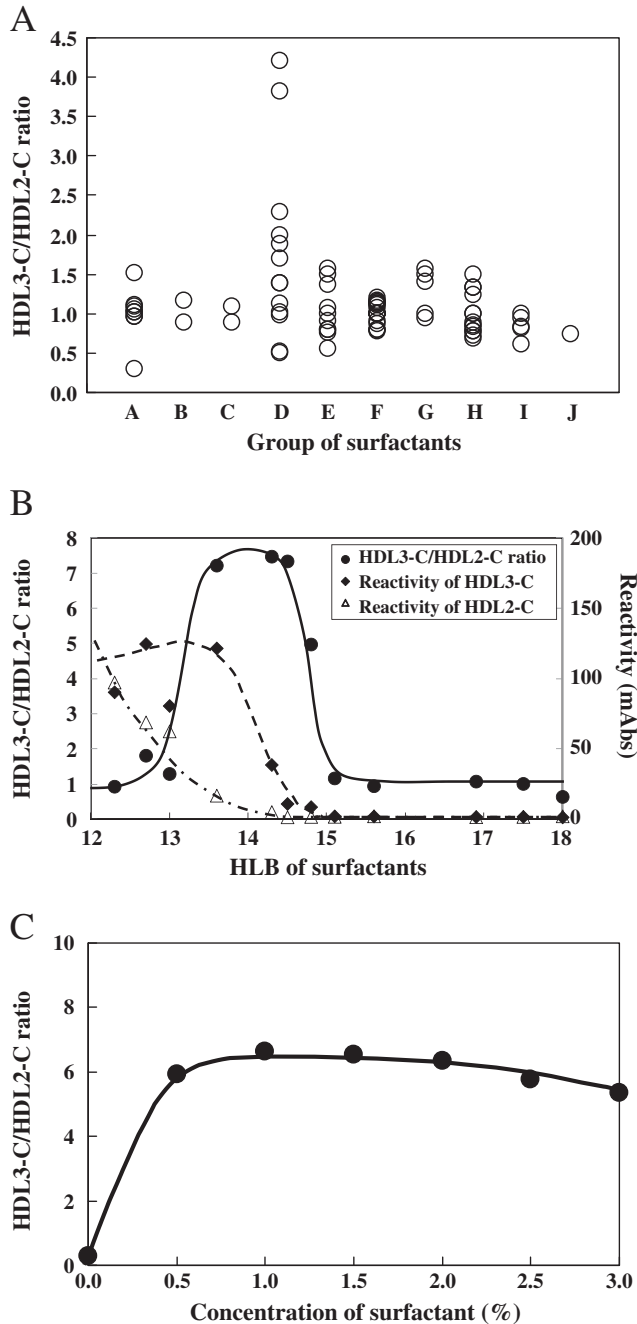 A
HDL3-C/HDL2-C ratio
4.5
4.0
3.5
3.0
2.5
2.0
1.5
1.0
0.5
0.0
A B C D E F G H I J
Group of surfactants
B
HDL3-C/HDL2-C ratio
8
7
6
5
4
3
2
1
0
HDL3-C/HDL2-C ratio
Reactivity of HDL3-C
Reactivity of HDL2-C
200
150
100
50
0
Reactivity (mAbs)
12 13 14 15 16 17 18
HLB of surfactants
C
HDL3-C/HDL2-C ratio
10
8
6
4
2
0
0.0 0.5 1.0 1.5 2.0 2.5 3.0
Concentration of surfactant (%)